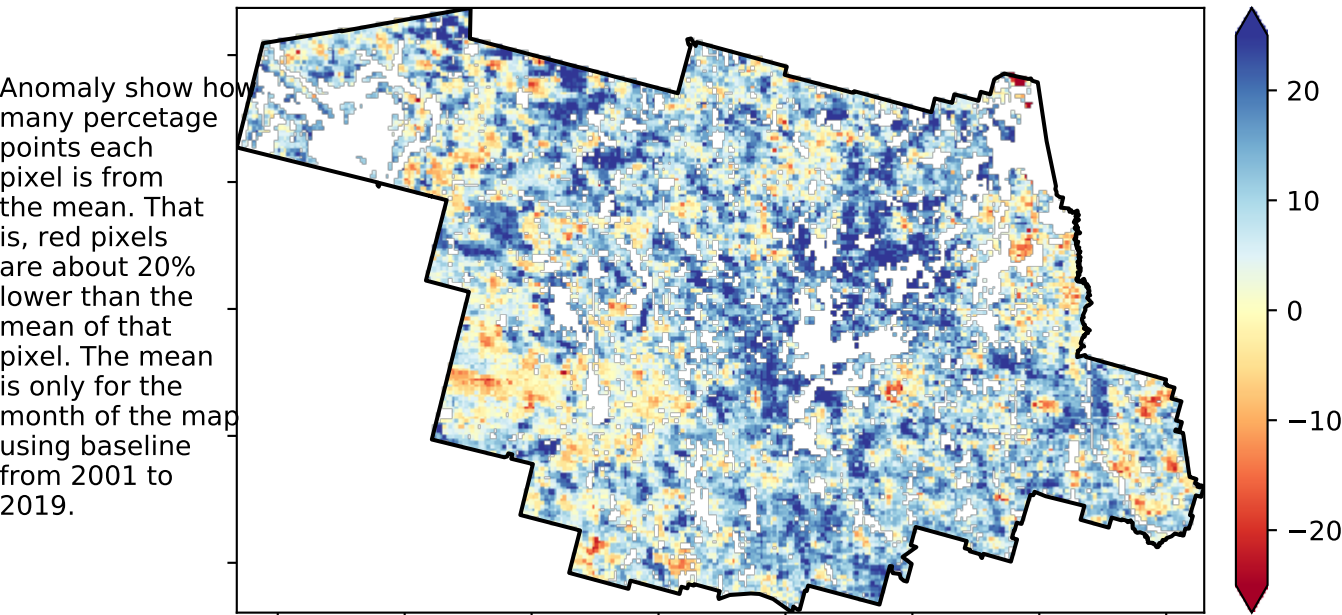 Anomaly show how
many percetage
points each
pixel is from
the mean. That
is, red pixels
are about 20%
lower than the
mean of that
pixel. The mean
is only for the
month of the map
using baseline
from 2001 to
2019.
20
10
0
−10
−20